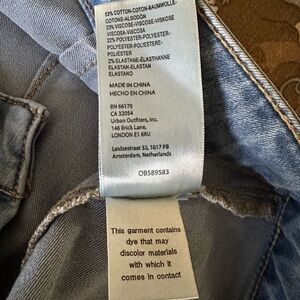 53% COTTON-COTON-BAUMWOLLE-
COTONE-ALGODÓN
23% VISCOSE-VISCOSE-VISKOSE
VISCOSA-VISCOSA
22% POLYESTER-POLYESTER-
POLYESTER-POLIESTERE-
POLIÉSTER
2% ELASTANE-ÉLASTHANNE
ELASTAN-ELASTAN
ELASTANO
MADE IN CHINA
HECHO EN CHINA
RN 66170
CA 32054
Urban Outfitters, Inc.
146 Brick Lane,
LONDON E1 6RU
Leidsestraat 32, 1017 PB
Amsterdam, Netherlands
OB589583
This garment contains
dye that may
discolor materials
with which it
comes in contact